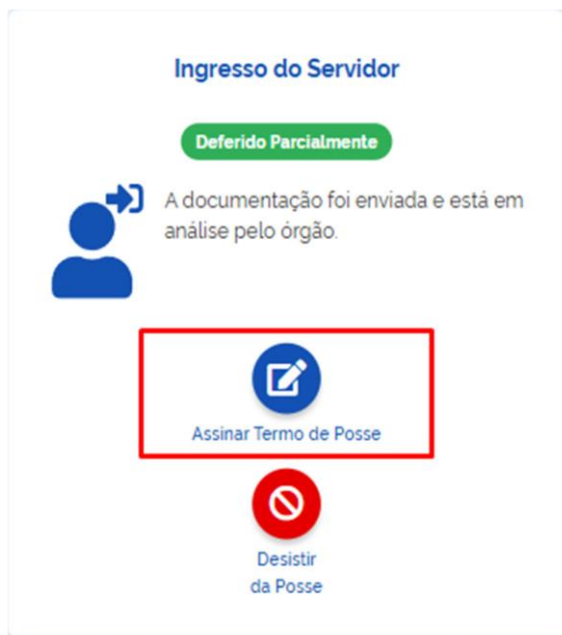 Ingresso do Servidor
Deferido Parcialmente
A documentação foi enviada e está em
análise pelo órgão.
Assinar Termo de Posse
Desistir
da Posse